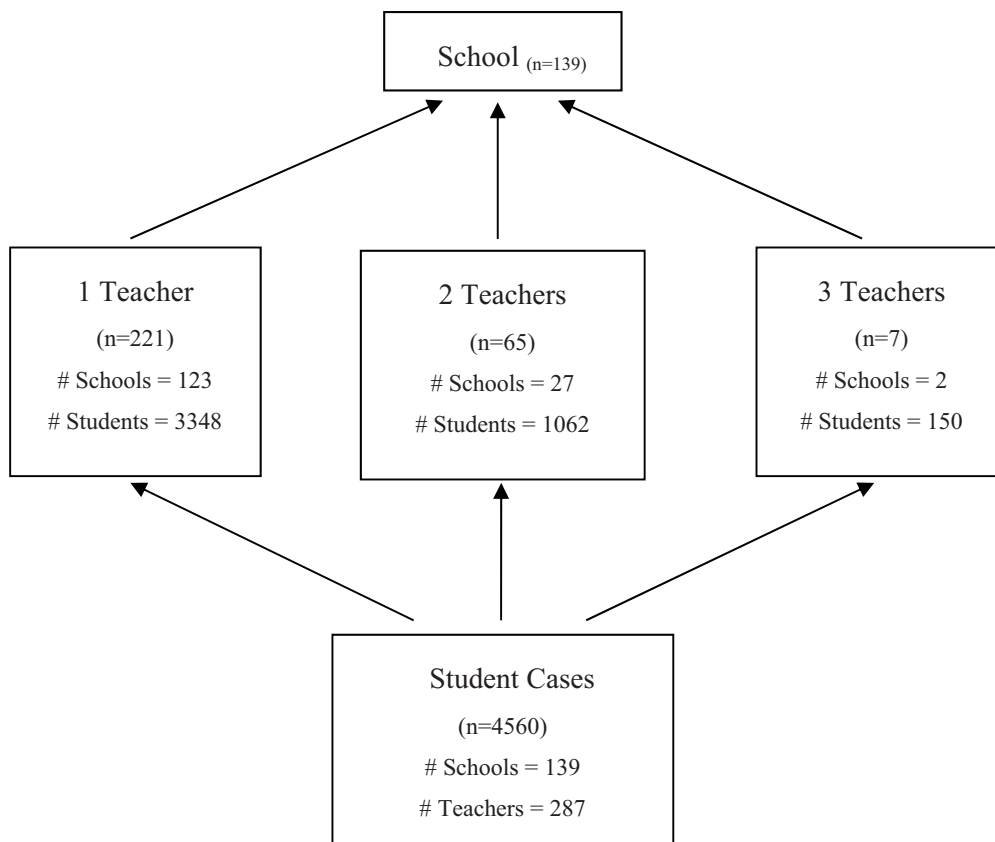 School (n=139)
1 Teacher
(n=221)
# Schools = 123
# Students = 3348
2 Teachers
(n=65)
# Schools = 27
# Students = 1062
3 Teachers
(n=7)
# Schools = 2
# Students = 150
Student Cases
(n=4560)
# Schools = 139
# Teachers = 287